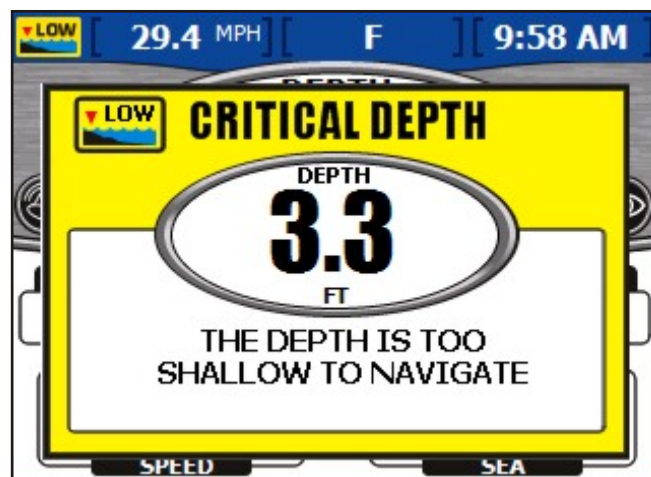 LOW
29.4 MPH
F
9:58 AM
DEPTH
LOW
CRITICAL DEPTH
DEPTH
3.3
FT
THE DEPTH IS TOO
SHALLOW TO NAVIGATE
SPEED
SEA